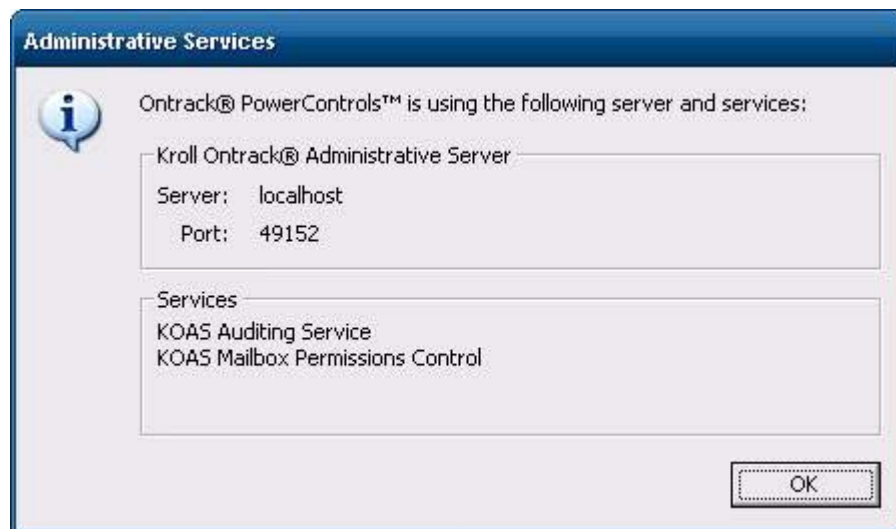 Administrative Services
Ontrack® PowerControls™ is using the following server and services:
Kroll Ontrack® Administrative Server
Server: localhost
Port: 49152
Services
KOAS Auditing Service
KOAS Mailbox Permissions Control
OK